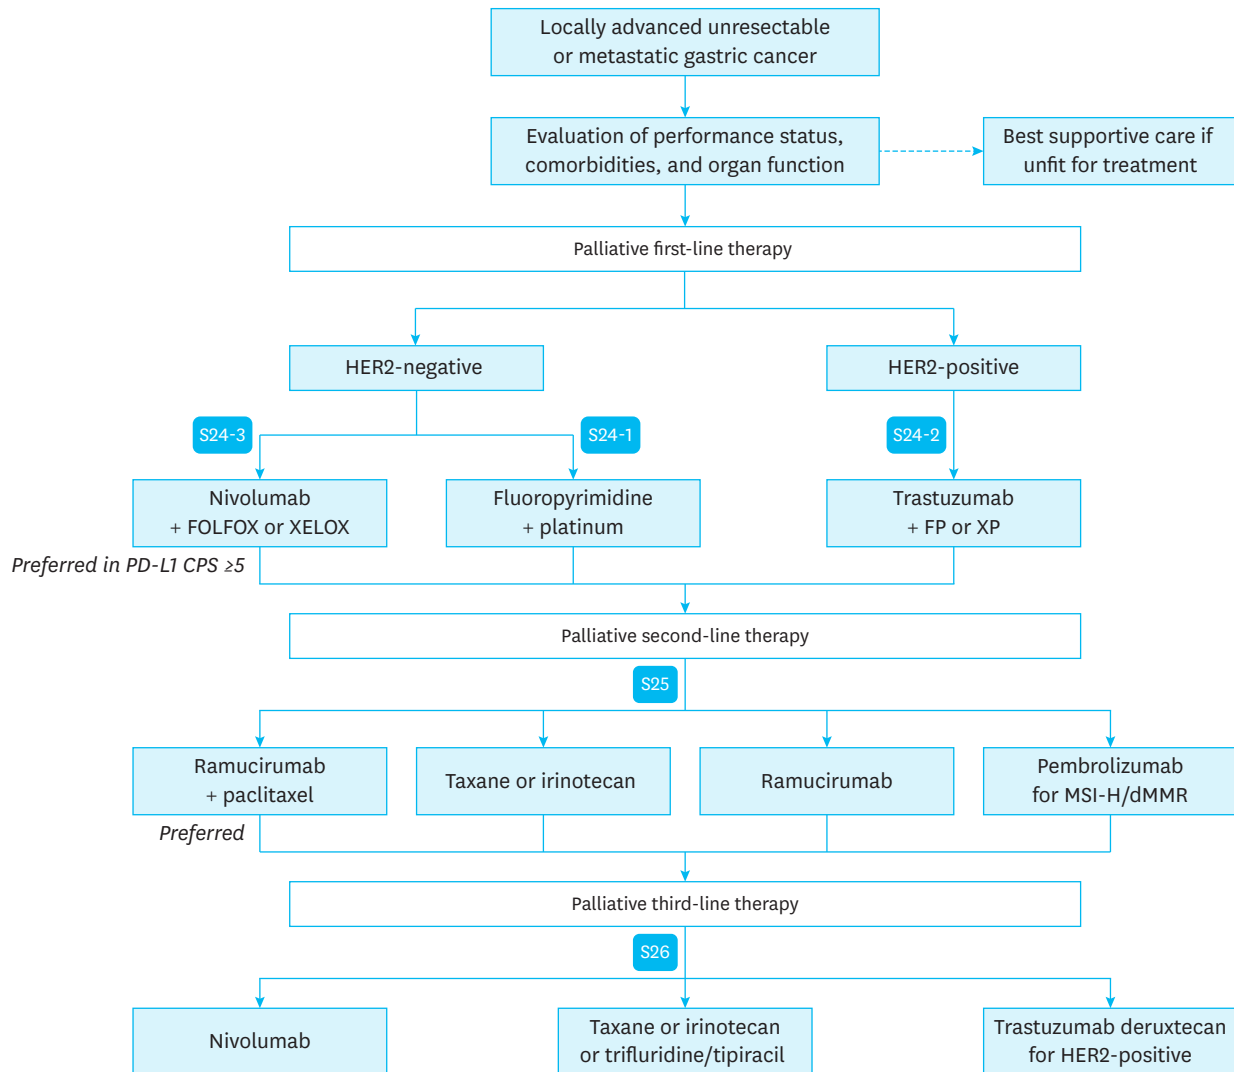 Locally advanced unresectable
or metastatic gastric cancer
Evaluation of performance status,
comorbidities, and organ function
Best supportive care if
unfit for treatment
Palliative first-line therapy
HER2-negative
HER2-positive
S24-3
S24-1
S24-2
Nivolumab
+ FOLFOX or XELOX
Fluoropyrimidine
+ platinum
Trastuzumab
+ FP or XP
Preferred in PD-L1 CPS ≥5
Palliative second-line therapy
S25
Ramucirumab
+ paclitaxel
Taxane or irinotecan
Ramucirumab
Pembrolizumab
for MSI-H/dMMR
Preferred
Palliative third-line therapy
S26
Nivolumab
Taxane or irinotecan
or trifluridine/tipiracil
Trastuzumab deruxtecan
for HER2-positive